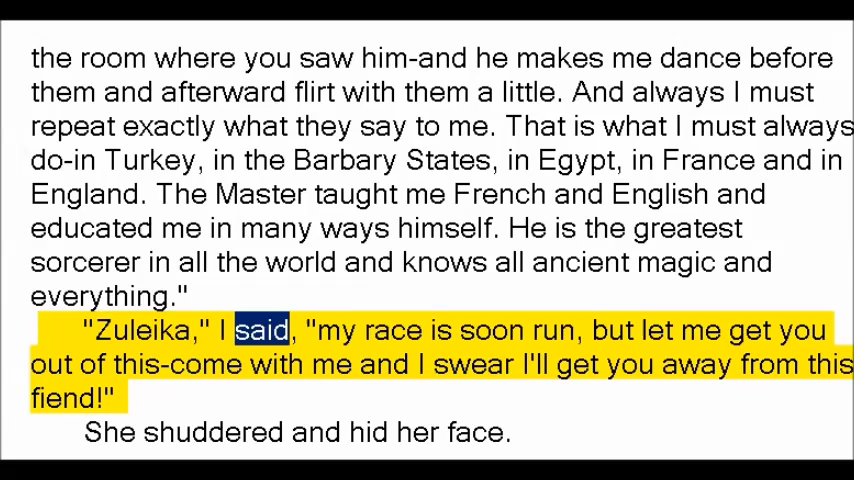 the room where you saw him-and he makes me dance before
them and afterward flirt with them a little. And always I must
repeat exactly what they say to me. That is what I must always
do-in Turkey, in the Barbary States, in Egypt, in France and in
England. The Master taught me French and English and
educated me in many ways himself. He is the greatest
sorcerer in all the world and knows all ancient magic and
everything."
"Zuleika," I said, "my race is soon run, but let me get you
out of this-come with me and I swear I'll get you away from this
fiend!"
She shuddered and hid her face.